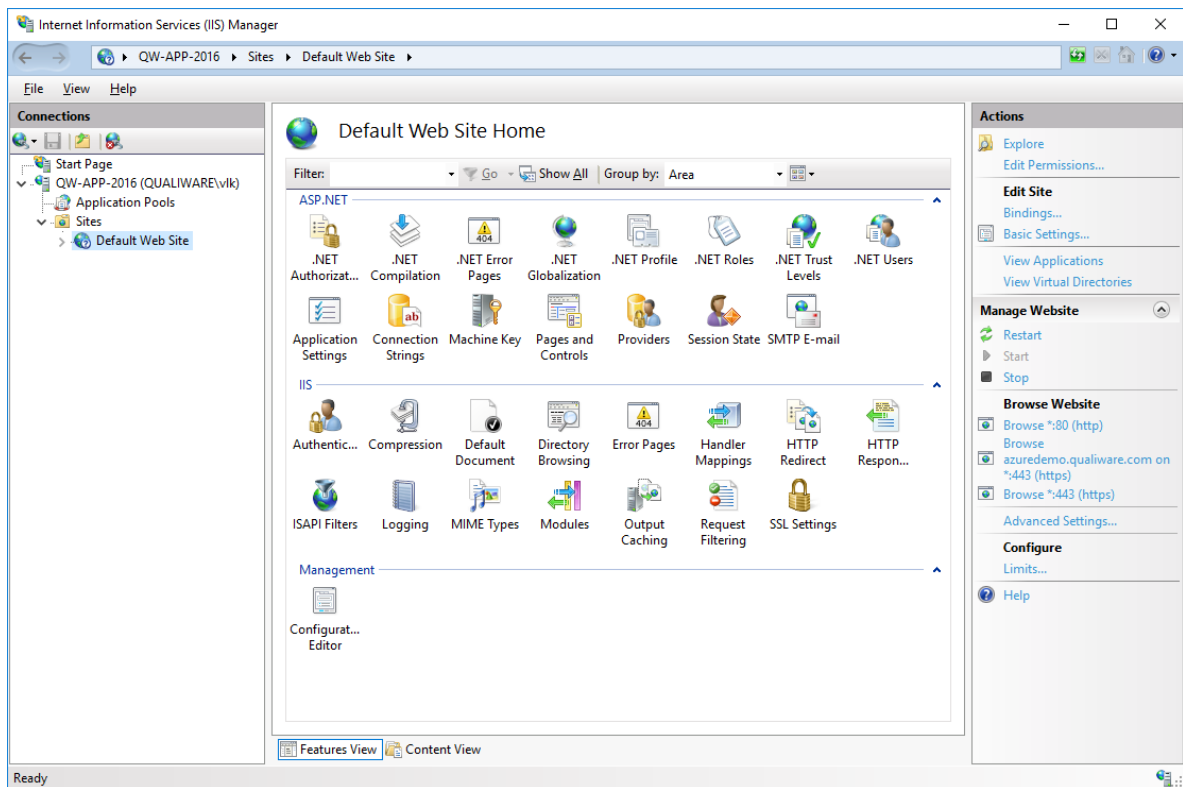 Internet Information Services (IIS) Manager
QW-APP-2016 Sites Default Web Site
File View Help
Connections
Start Page
QW-APP-2016 (QUALIWARE\vlk)
Application Pools
Sites
Default Web Site
Default Web Site Home
Filter: Go Show All Group by: Area
ASP.NET
.NET Authorizat...
.NET Compilation
404
.NET Error Pages
.NET Globalization
.NET Profile
.NET Roles
.NET Trust Levels
.NET Users
Application Settings
ab
Connection Strings
Machine Key
Pages and Controls
Providers
Session State
SMTP E-mail
IIS
Authentic...
Compression
Default Document
Directory Browsing
404
Error Pages
Handler Mappings
HTTP Redirect
HTTP Respon...
ISAPI Filters
Logging
MIME Types
Modules
Output Caching
Request Filtering
SSL Settings
Management
Configurat... Editor
Features View Content View
Ready
Actions
Explore
Edit Permissions...
Edit Site
Bindings...
Basic Settings...
View Applications
View Virtual Directories
Manage Website
Restart
Start
Stop
Browse Website
Browse *:80 (http)
Browse
azuredemo.qualiware.com on
*:443 (https)
Browse *:443 (https)
Advanced Settings...
Configure
Limits...
Help